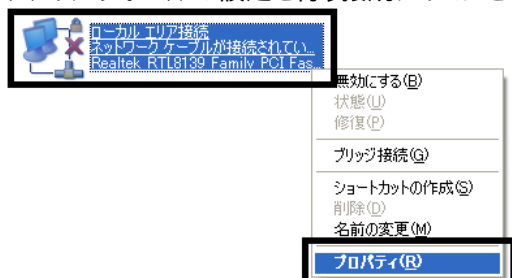 ローカル エリア接続
ネットワーク ケーブルが接続されてい...
Realtek RTL8139 Family PCI Fas...
無効にする(B)
状態(U)
修復(P)
ブリッジ接続(G)
ショートカットの作成(S)
削除(D)
名前の変更(M)
プロパティ(R)